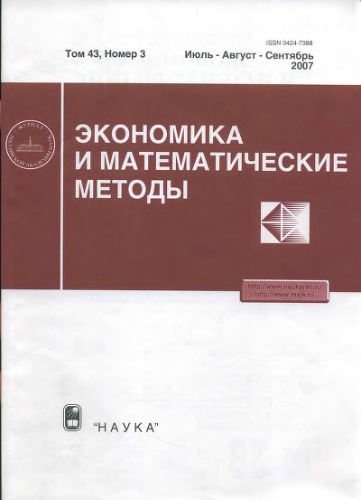 ISSN 0424-7388
Том 43, Номер 3
Июль - Август - Сентябрь
2007
ЭКОНОМИКА
И МАТЕМАТИЧЕСКИЕ
МЕТОДЫ
http://www.naukaran.ru
http://www.maik.ru
"НАУКА"